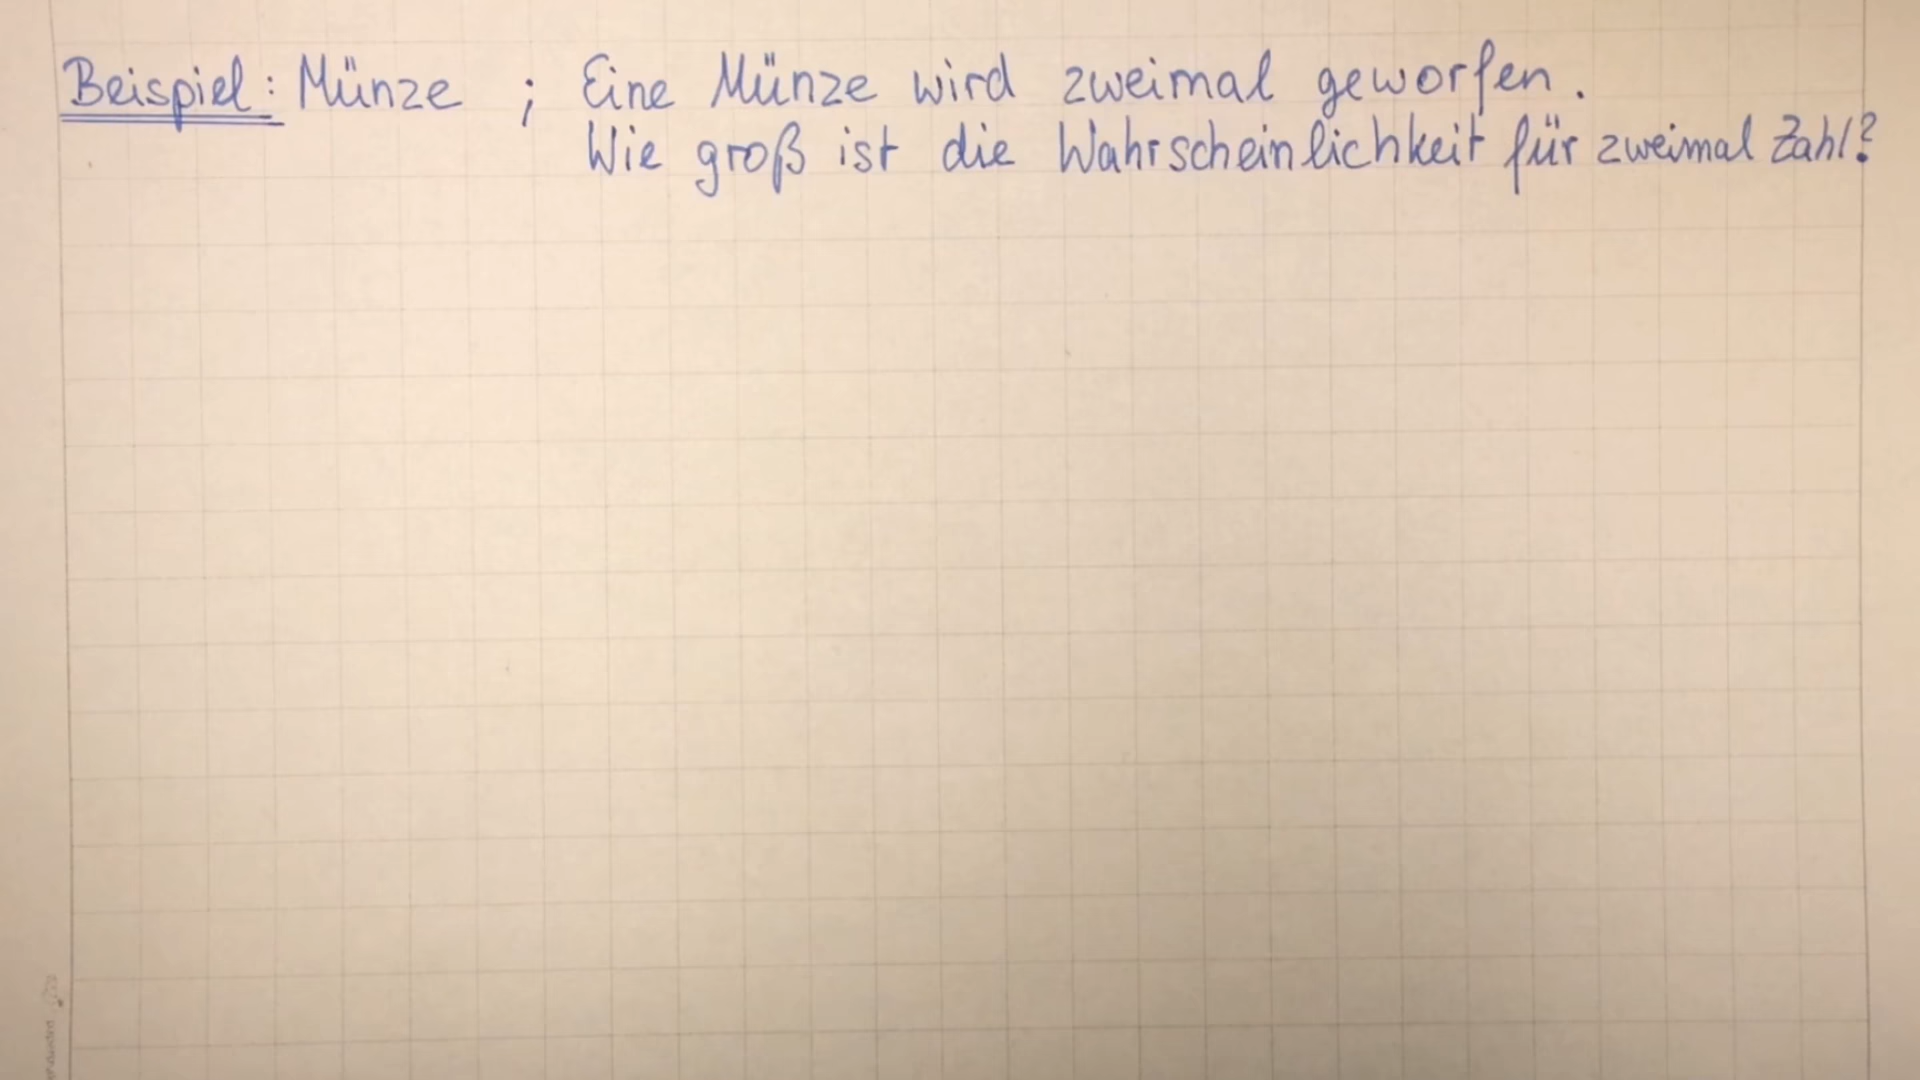 Beispiel: Münze ; Eine Münze wird zweimal geworfen.
Wie groß ist die Wahrscheinlichkeit für zweimal Zahl?